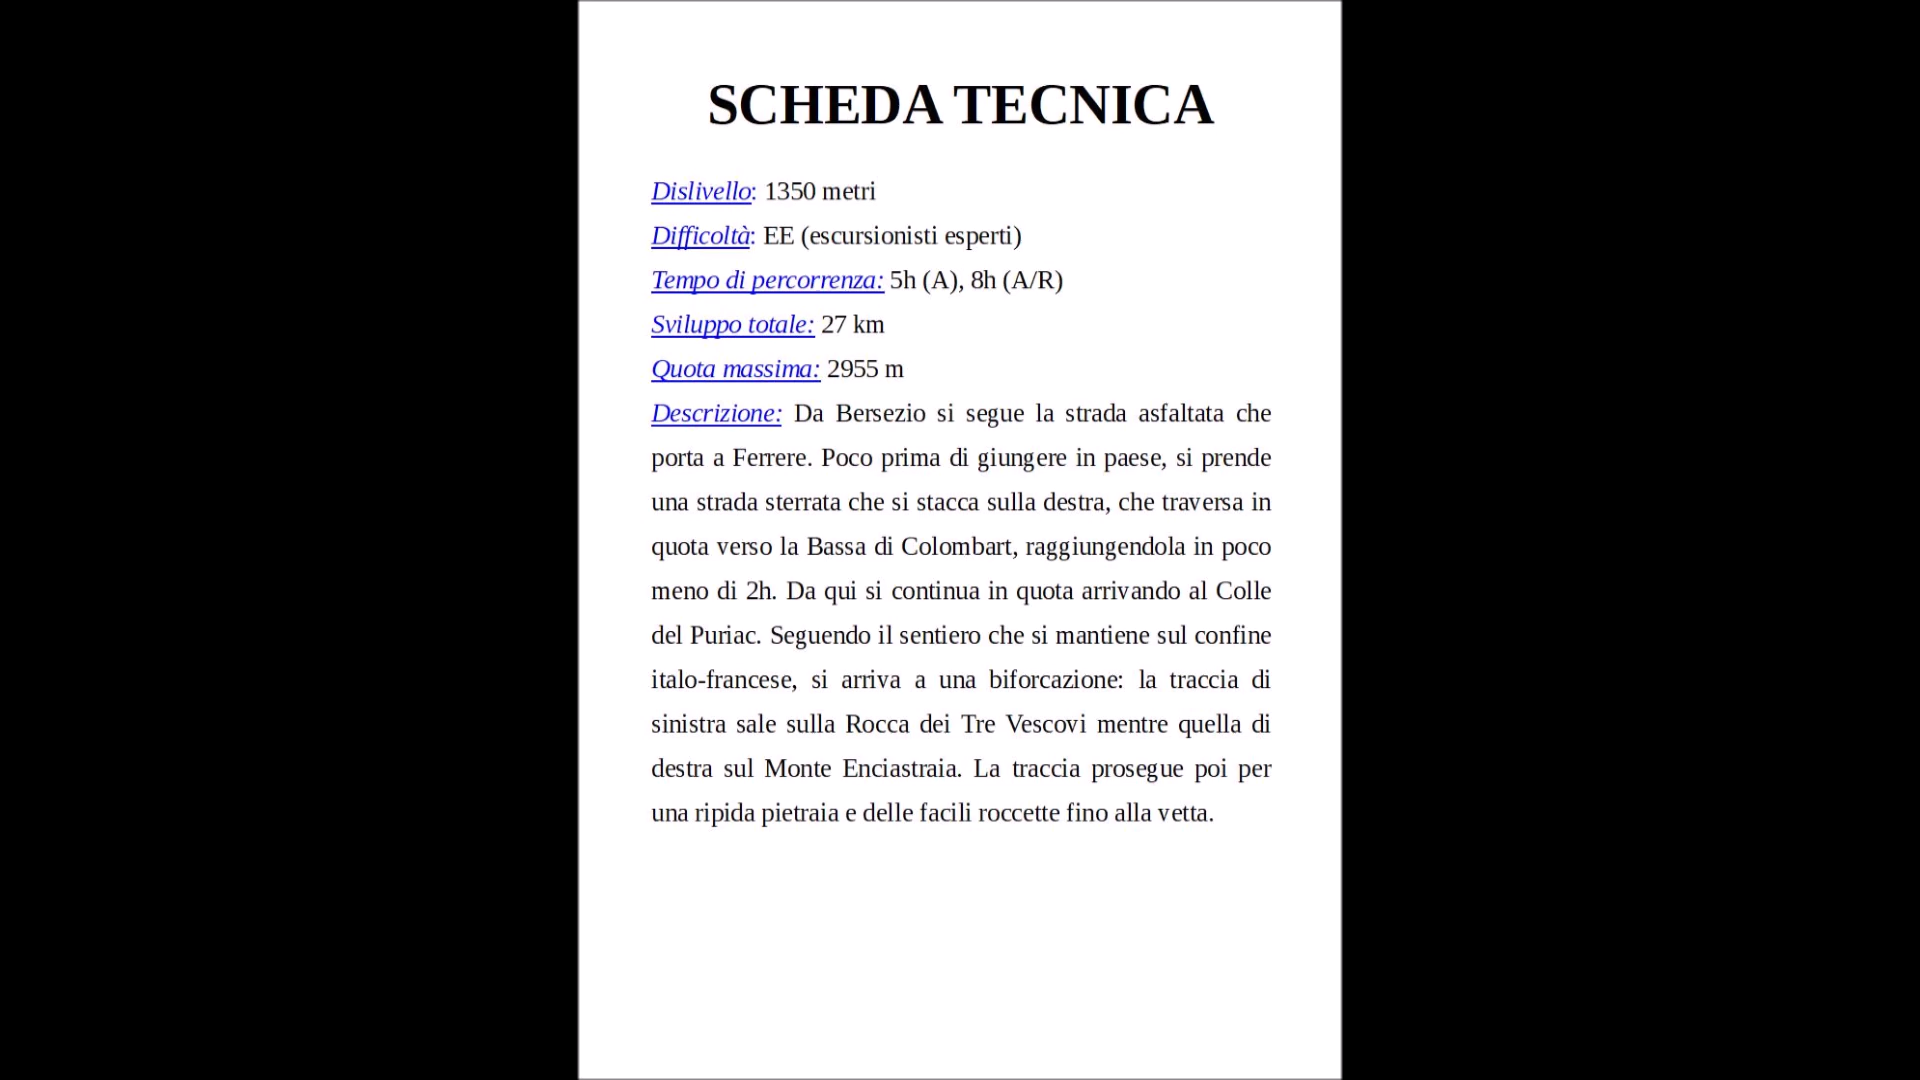 SCHEDA TECNICA
Dislivello: 1350 metri
Difficoltà: EE (escursionisti esperti)
Tempo di percorrenza: 5h (A), 8h (A/R)
Sviluppo totale: 27 km
Quota massima: 2955 m
Descrizione: Da Bersezio si segue la strada asfaltata che
porta a Ferrere. Poco prima di giungere in paese, si prende
una strada sterrata che si stacca sulla destra, che traversa in
quota verso la Bassa di Colombart, raggiungendola in poco
meno di 2h. Da qui si continua in quota arrivando al Colle
del Puriac. Seguendo il sentiero che si mantiene sul confine
italo-francese, si arriva a una biforcazione: la traccia di
sinistra sale sulla Rocca dei Tre Vescovi mentre quella di
destra sul Monte Enciastraia. La traccia prosegue poi per
una ripida pietraia e delle facili roccette fino alla vetta.